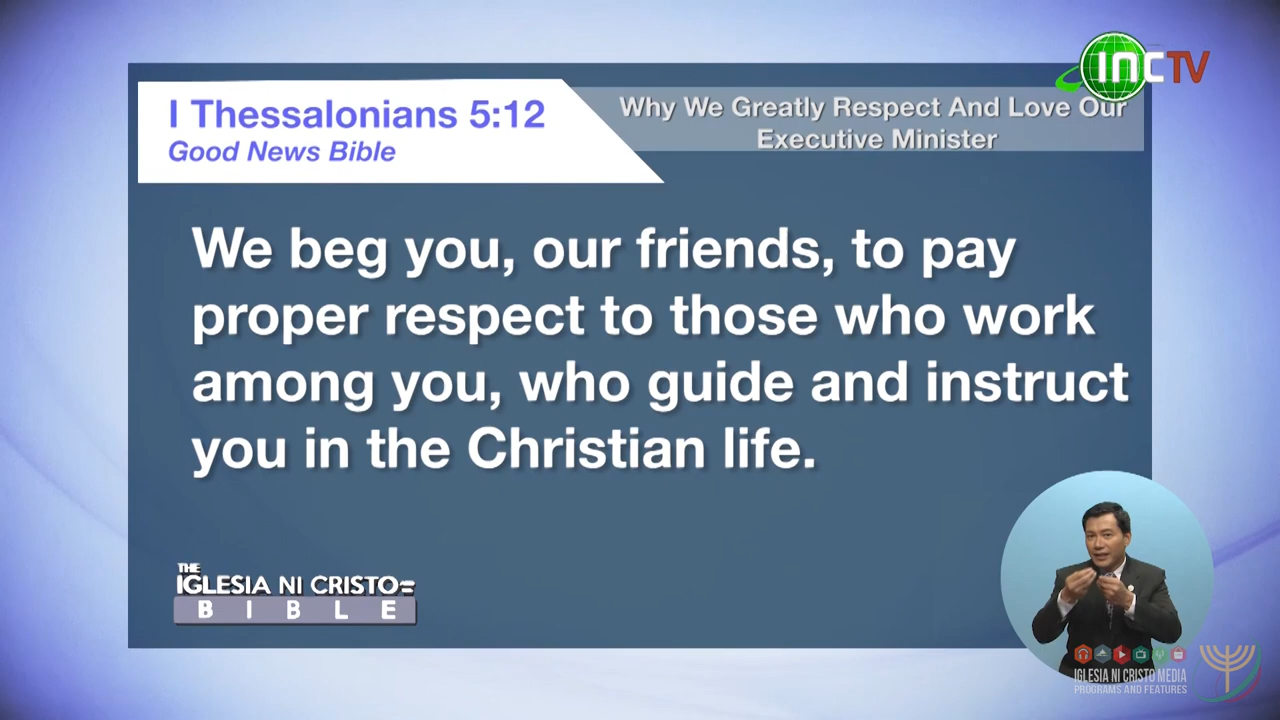 I Thessalonians 5:12
Good News Bible
Why We Greatly Respect And Love Our
Executive Minister
INCTV
We beg you, our friends, to pay
proper respect to those who work
among you, who guide and instruct
you in the Christian life.
THE
IGLESIA NI CRISTO=
BIBLE
IGLESIA NI CRISTO MEDIA
PROGRAMS AND FEATURES